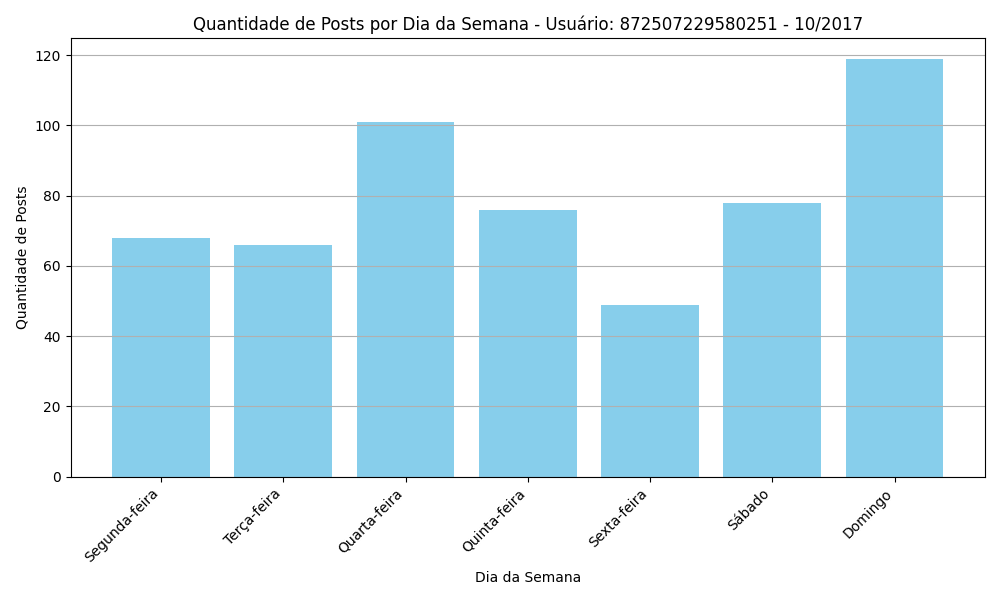 Quantidade de Posts por Dia da Semana - Usuário: 872507229580251 - 10/2017
Quantidade de Posts
120
100
80
60
40
20
0
Segunda-feira
Terça-feira
Quarta-feira
Quinta-feira
Sexta-feira
Sábado
Domingo
Dia da Semana